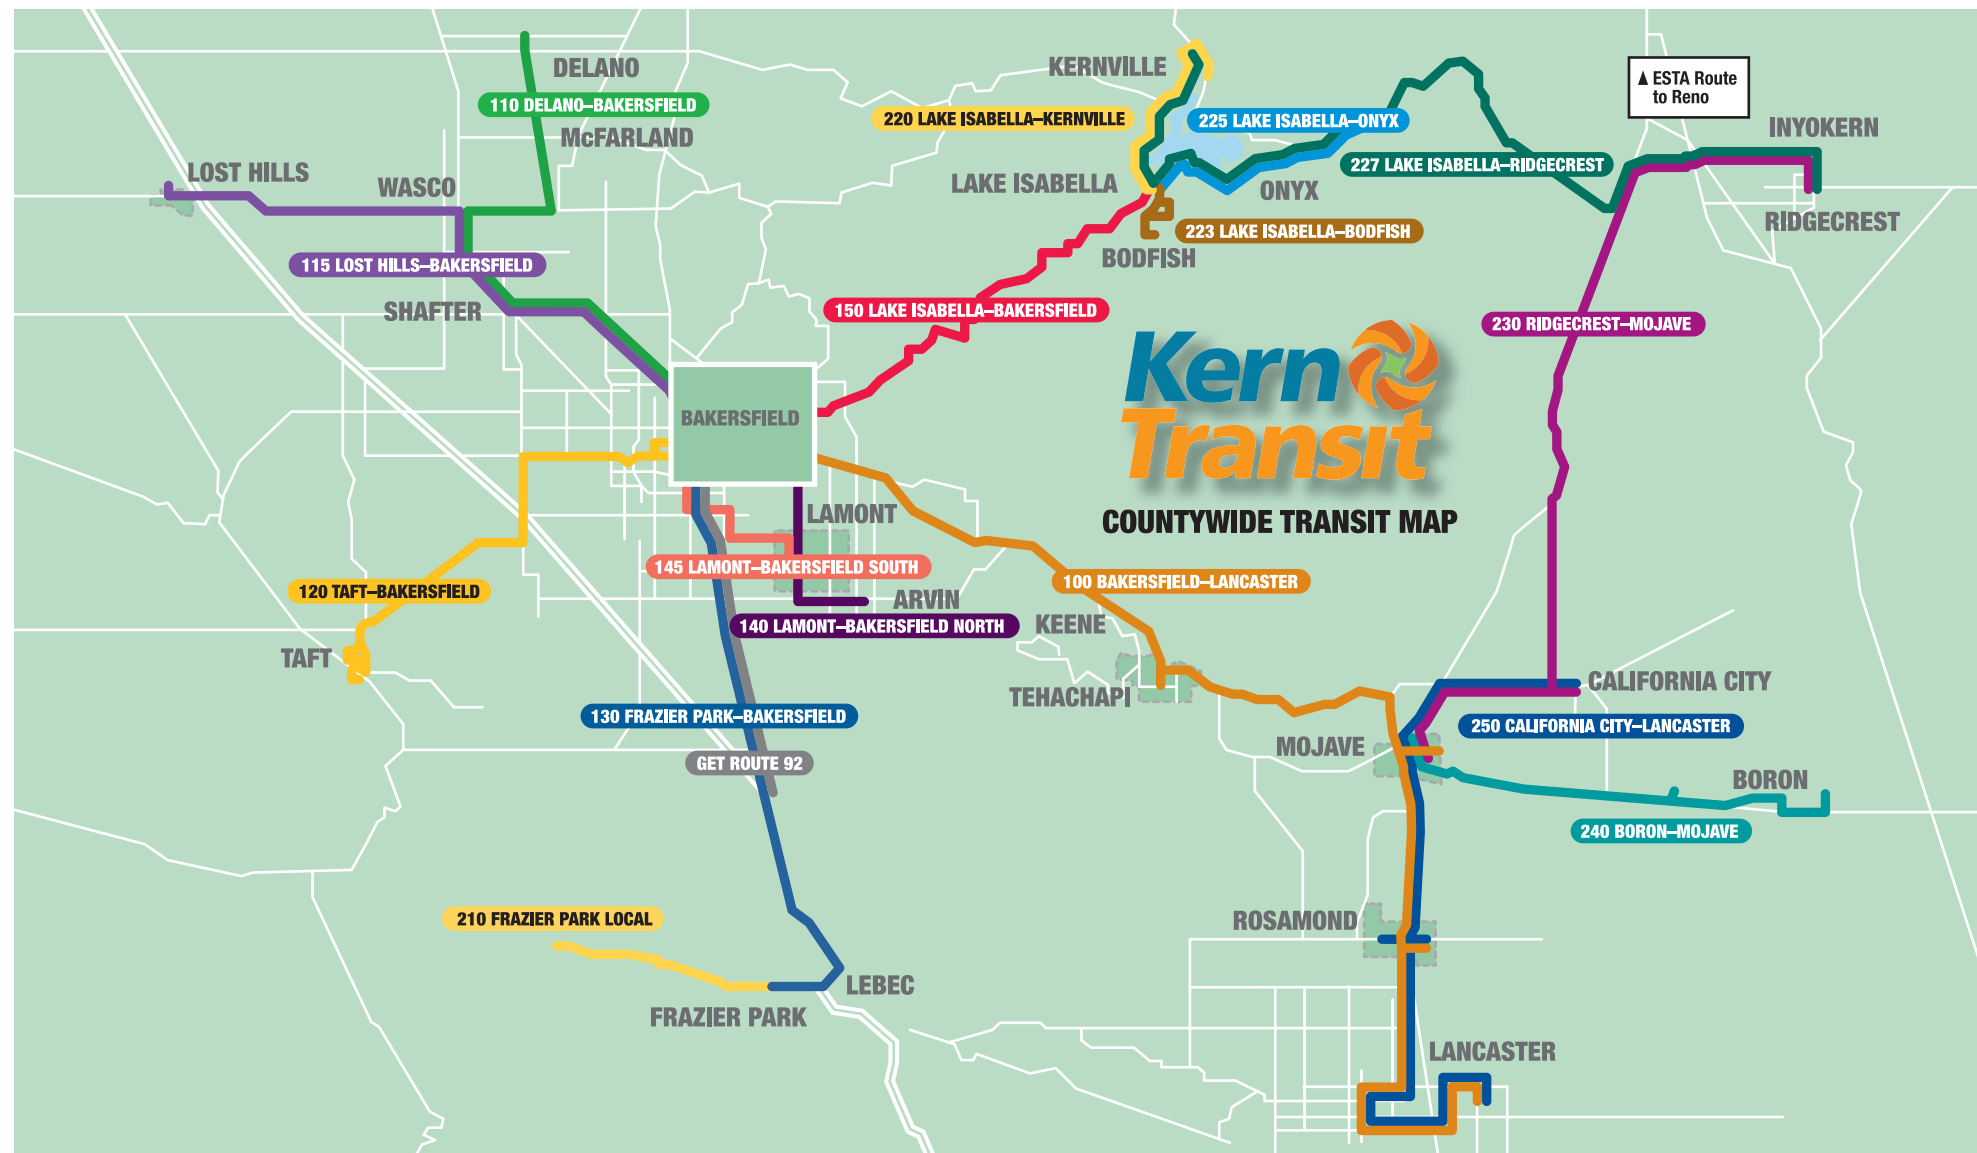 DELANO
110 DELANO–BAKERSFIELD
McFARLAND
LOST HILLS
WASCO
115 LOST HILLS–BAKERSFIELD
SHAFTER
KERNVILLE
220 LAKE ISABELLA–KERNVILLE
225 LAKE ISABELLA–ONYX
227 LAKE ISABELLA–RIDGECREST
LAKE ISABELLA
ONYX
223 LAKE ISABELLA–BODFISH
BODFISH
150 LAKE ISABELLA–BAKERSFIELD
▲ ESTA Route
to Reno
INYOKERN
RIDGECREST
230 RIDGECREST–MOJAVE
Kern
Transit
COUNTYWIDE TRANSIT MAP
BAKERSFIELD
LAMONT
145 LAMONT–BAKERSFIELD SOUTH
120 TAFT–BAKERSFIELD
ARVIN
140 LAMONT–BAKERSFIELD NORTH
TAFT
100 BAKERSFIELD–LANCASTER
KEENE
TEHACHAPI
130 FRAZIER PARK–BAKERSFIELD
GET ROUTE 92
CALIFORNIA CITY
250 CALIFORNIA CITY–LANCASTER
MOJAVE
BORON
240 BORON–MOJAVE
210 FRAZIER PARK LOCAL
ROSAMOND
LEBEC
FRAZIER PARK
LANCASTER